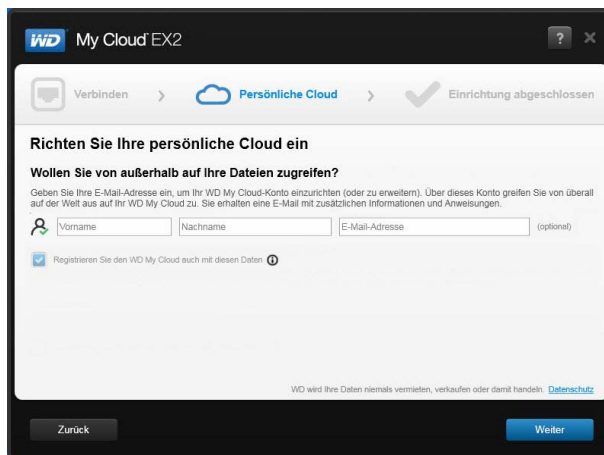 WD My Cloud EX2
?
Verbinden > Persönliche Cloud > Einrichtung abgeschlossen
Richten Sie Ihre persönliche Cloud ein
Wollen Sie von außerhalb auf Ihre Dateien zugreifen?
Geben Sie Ihre E-Mail-Adresse ein, um Ihr WD My Cloud-Konto einzurichten (oder zu erweitern). Über dieses Konto greifen Sie von überall
auf der Welt aus auf Ihr WD My Cloud zu. Sie erhalten eine E-Mail mit zusätzlichen Informationen und Anweisungen.
Vorname Nachname E-Mail-Adresse (optional)
Registrieren Sie den WD My Cloud auch mit diesen Daten
WD wird Ihre Daten niemals vermieten, verkaufen oder damit handeln. Datenschutz
Zurück Weiter